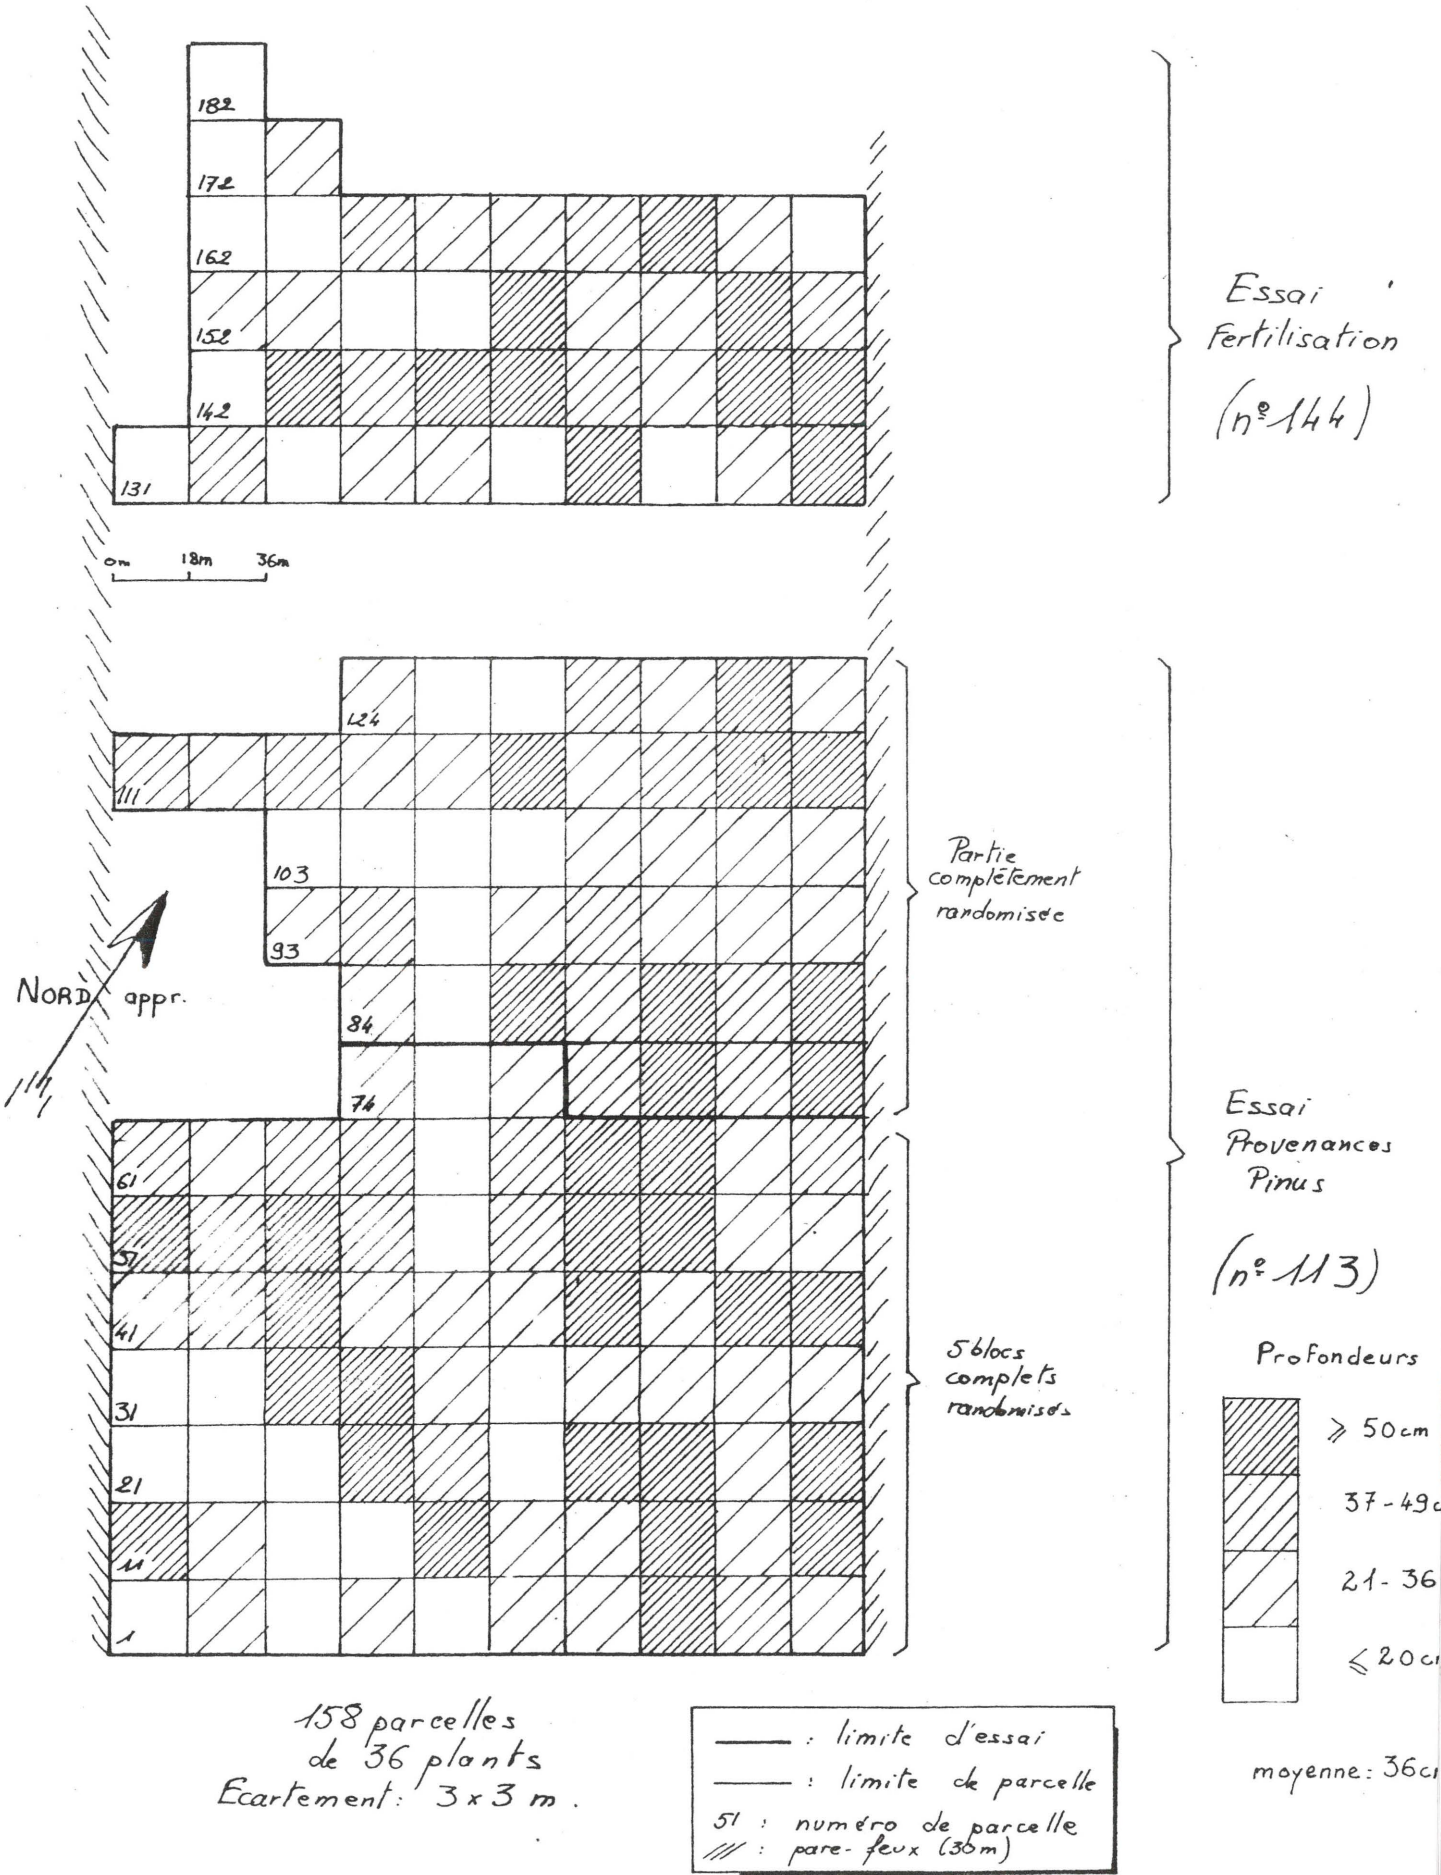 182
172
162
152
142
131
Essai
Fertilisation
(nº 144)
0m 18m 36m
124
111
103
93
84
74
Partie
complètement
randomisée
NORD appr.
61
51
41
31
21
11
1
5 blocs
complets
randomisés
Essai
Provenances
Pinus
(nº 113)
Profondeurs
⩾ 50cm
37-49c
21-36
⩽ 20c
moyenne: 36c
158 parcelles
de 36 plants
Ecartement: 3 x 3 m.
: limite d'essai
: limite de parcelle
51 : numéro de parcelle
/// : pare-feux (30m)